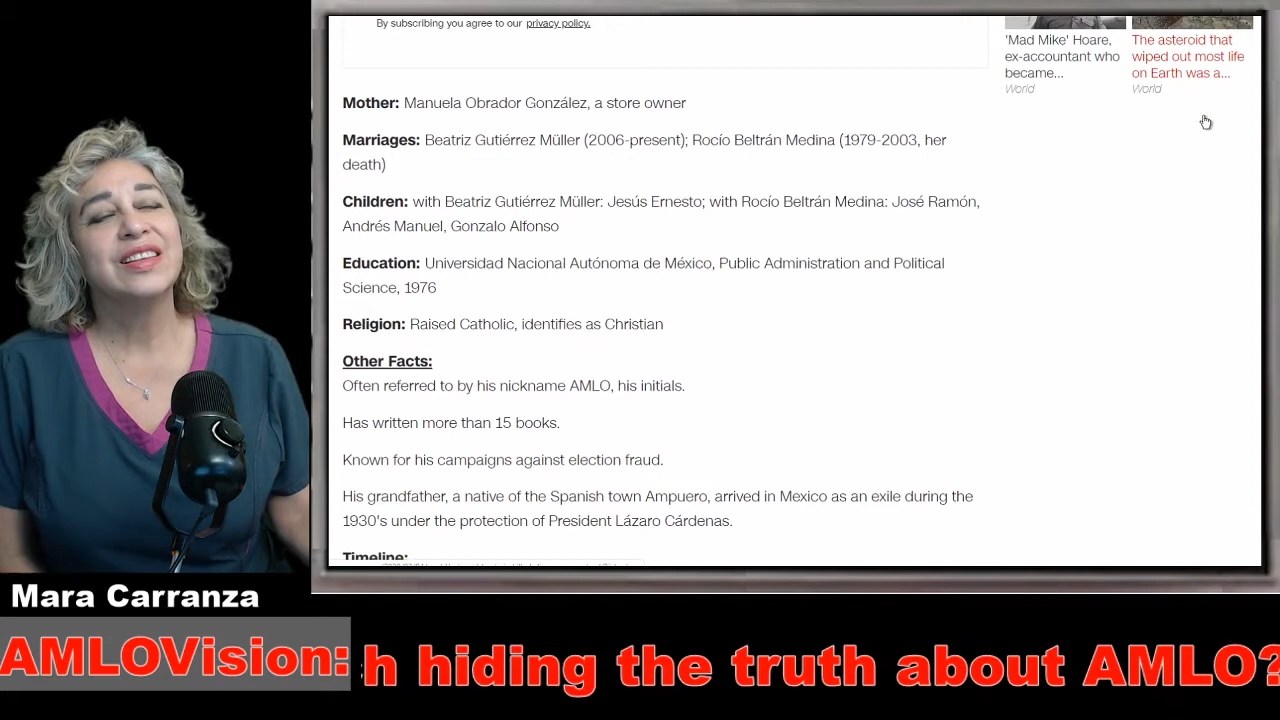 By subscribing you agree to our privacy policy.
'Mad Mike' Hoare,
ex-accountant who
became...
World
The asteroid that
wiped out most life
on Earth was a...
World
Mother: Manuela Obrador González, a store owner
Marriages: Beatriz Gutiérrez Müller (2006-present); Rocío Beltrán Medina (1979-2003, her
death)
Children: with Beatriz Gutiérrez Müller: Jesús Ernesto; with Rocío Beltrán Medina: José Ramón,
Andrés Manuel, Gonzalo Alfonso
Education: Universidad Nacional Autónoma de México, Public Administration and Political
Science, 1976
Religion: Raised Catholic, identifies as Christian
Other Facts:
Often referred to by his nickname AMLO, his initials.
Has written more than 15 books.
Known for his campaigns against election fraud.
His grandfather, a native of the Spanish town Ampuero, arrived in Mexico as an exile during the
1930's under the protection of President Lázaro Cárdenas.
Timeline:
Mara Carranza
AMLOVision: h hiding the truth about AMLO?